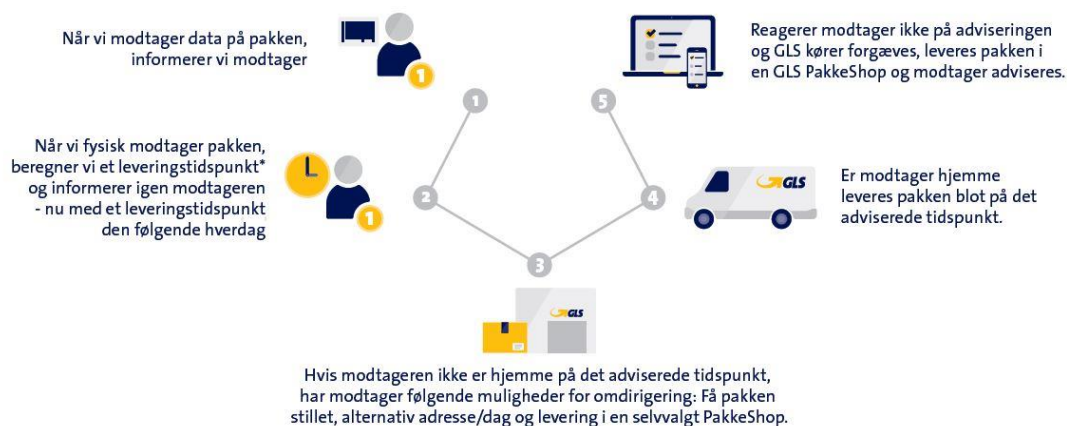 Når vi modtager data på pakken,
informerer vi modtager
1
1
Når vi fysisk modtager pakken,
beregner vi et leveringstidspunkt*
og informerer igen modtageren
- nu med et leveringstidspunkt
den følgende hverdag
1
2
3
GLS
Hvis modtageren ikke er hjemme på det adviserede tidspunkt,
har modtager følgende muligheder for omdirigering: Få pakken
stillet, alternativ adresse/dag og levering i en selvvalgt PakkeShop.
4
GLS
Er modtager hjemme
leveres pakken blot på det
adviserede tidspunkt.
5
Reagerer modtager ikke på adviseringen
og GLS kører forgæves, leveres pakken i
en GLS PakkeShop og modtager adviseres.